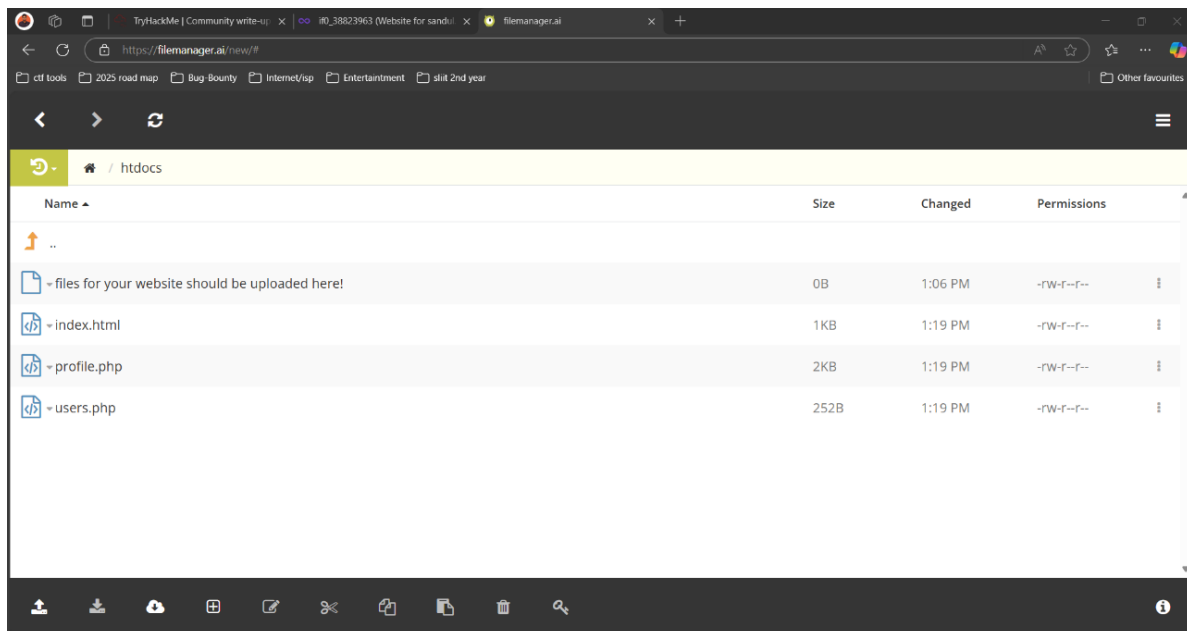 TryHackMe | Community write-up
if0_38823963 (Website for sandul
filemanager.ai
https://filemanager.ai/new/#
ctf tools
2025 road map
Bug-Bounty
Internet/isp
Entertaintment
sliit 2nd year
Other favourites
/ htdocs
Name Size Changed Permissions
..
files for your website should be uploaded here! 0B 1:06 PM -rw-r--r--
index.html 1KB 1:19 PM -rw-r--r--
profile.php 2KB 1:19 PM -rw-r--r--
users.php 252B 1:19 PM -rw-r--r--